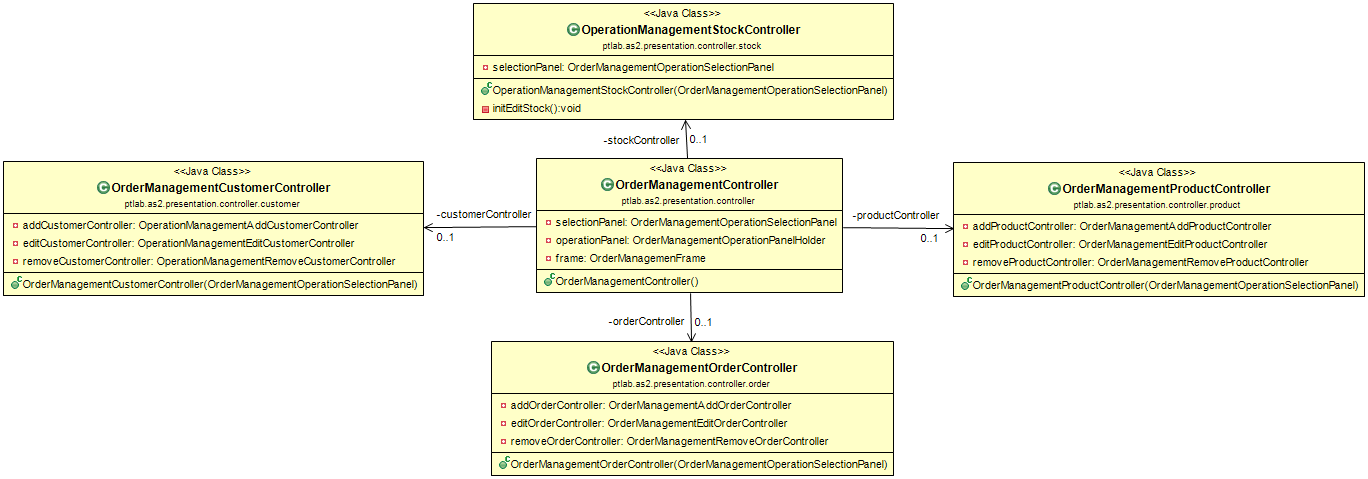 <<Java Class>>
OperationManagementStockController
ptlab.as2.presentation.controller.stock
selectionPanel: OrderManagementOperationSelectionPanel
OperationManagementStockController(OrderManagementOperationSelectionPanel)
initEditStock():void
-stockController
0..1
<<Java Class>>
OrderManagementCustomerController
ptlab.as2.presentation.controller.customer
addCustomerController: OperationManagementAddCustomerController
editCustomerController: OperationManagementEditCustomerController
removeCustomerController: OperationManagementRemoveCustomerController
OrderManagementCustomerController(OrderManagementOperationSelectionPanel)
-customerController
0..1
<<Java Class>>
OrderManagementController
ptlab.as2.presentation.controller
selectionPanel: OrderManagementOperationSelectionPanel
operationPanel: OrderManagementOperationPanelHolder
frame: OrderManagemenFrame
OrderManagementController()
-productController
0..1
<<Java Class>>
OrderManagementProductController
ptlab.as2.presentation.controller.product
addProductController: OrderManagementAddProductController
editProductController: OrderManagementEditProductController
removeProductController: OrderManagementRemoveProductController
OrderManagementProductController(OrderManagementOperationSelectionPanel)
-orderController
0..1
<<Java Class>>
OrderManagementOrderController
ptlab.as2.presentation.controller.order
addOrderController: OrderManagementAddOrderController
editOrderController: OrderManagementEditOrderController
removeOrderController: OrderManagementRemoveOrderController
OrderManagementOrderController(OrderManagementOperationSelectionPanel)